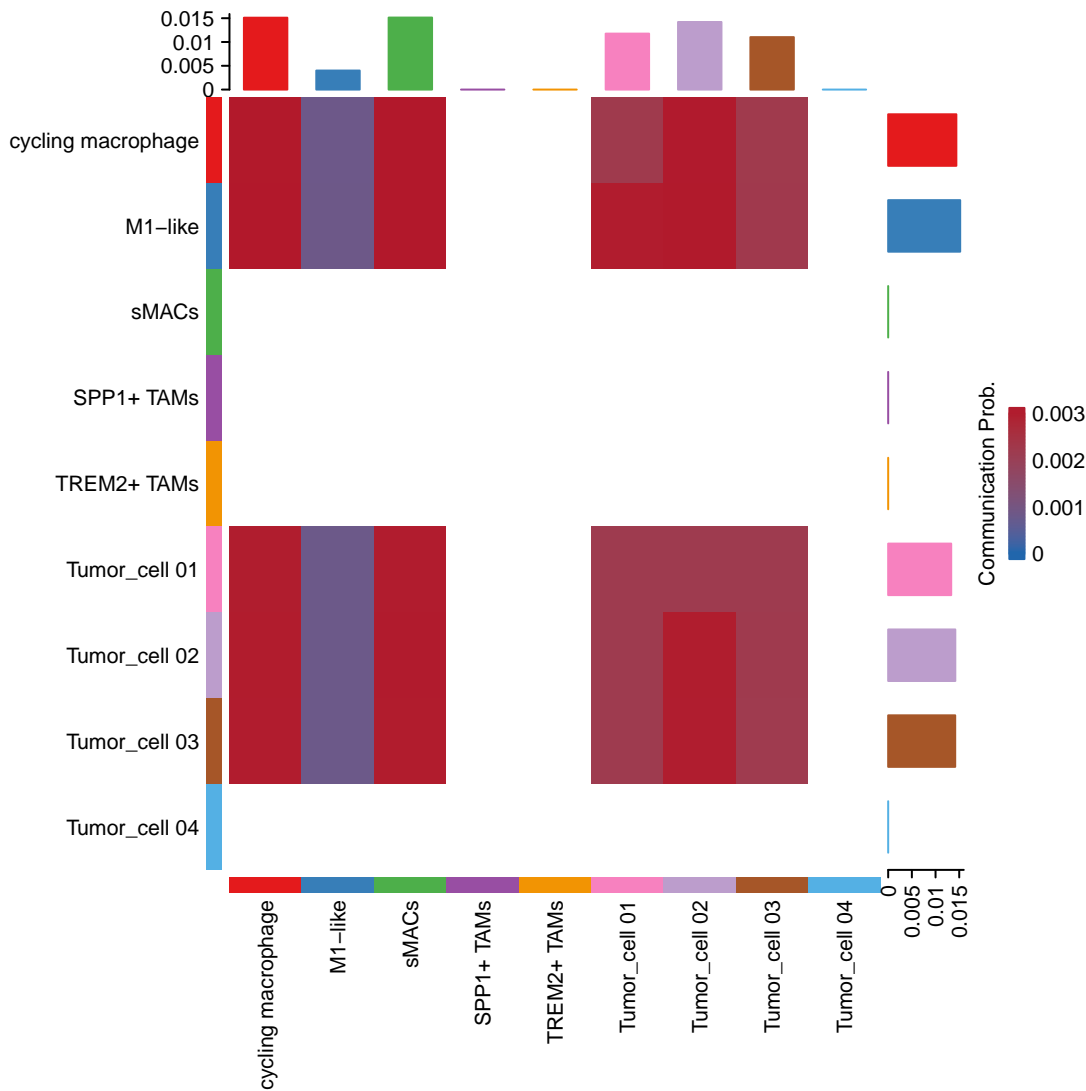 0.015
0.01
0.005
0
cycling macrophage
M1−like
sMACs
SPP1+ TAMs
TREM2+ TAMs
Tumor_cell 01
Tumor_cell 02
Tumor_cell 03
Tumor_cell 04
Communication Prob.
0.003
0.002
0.001
0
0
0.005
0.01
0.015
cycling macrophage
M1−like
sMACs
SPP1+ TAMs
TREM2+ TAMs
Tumor_cell 01
Tumor_cell 02
Tumor_cell 03
Tumor_cell 04